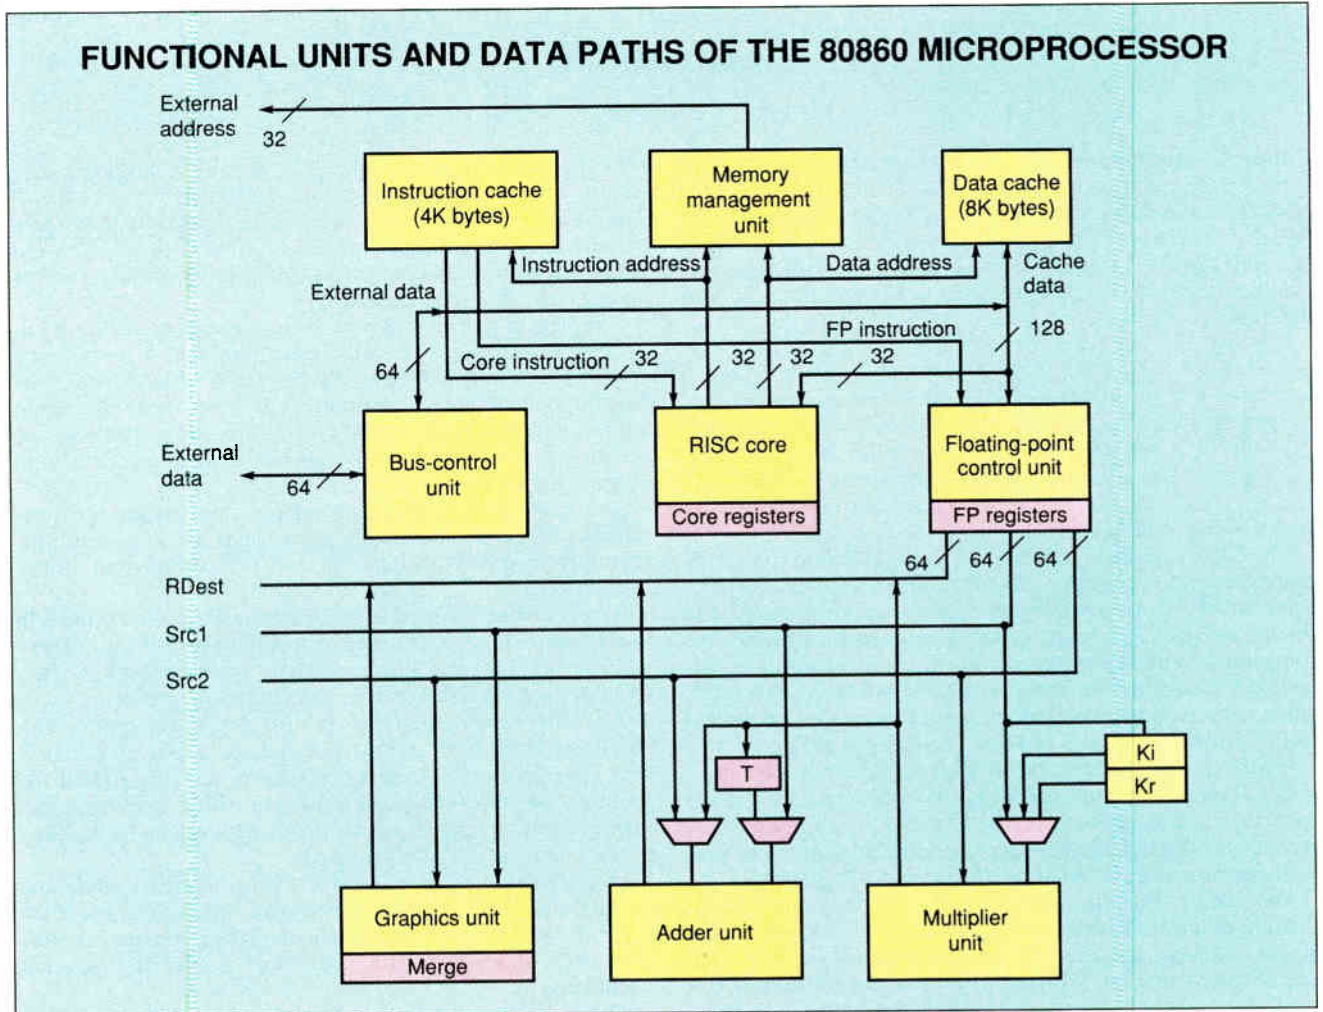 FUNCTIONAL UNITS AND DATA PATHS OF THE 80860 MICROPROCESSOR
External
address
32
Instruction cache
(4K bytes)
Memory
management
unit
Data cache
(8K bytes)
Instruction address
Data address
Cache
data
External data
FP instruction
128
Core instruction
32
32
32
32
64
External
data
64
Bus-control
unit
RISC core
Core registers
Floating-point
control unit
FP registers
64
64
64
RDest
Src1
Src2
T
Ki
Kr
Graphics unit
Merge
Adder unit
Multiplier
unit